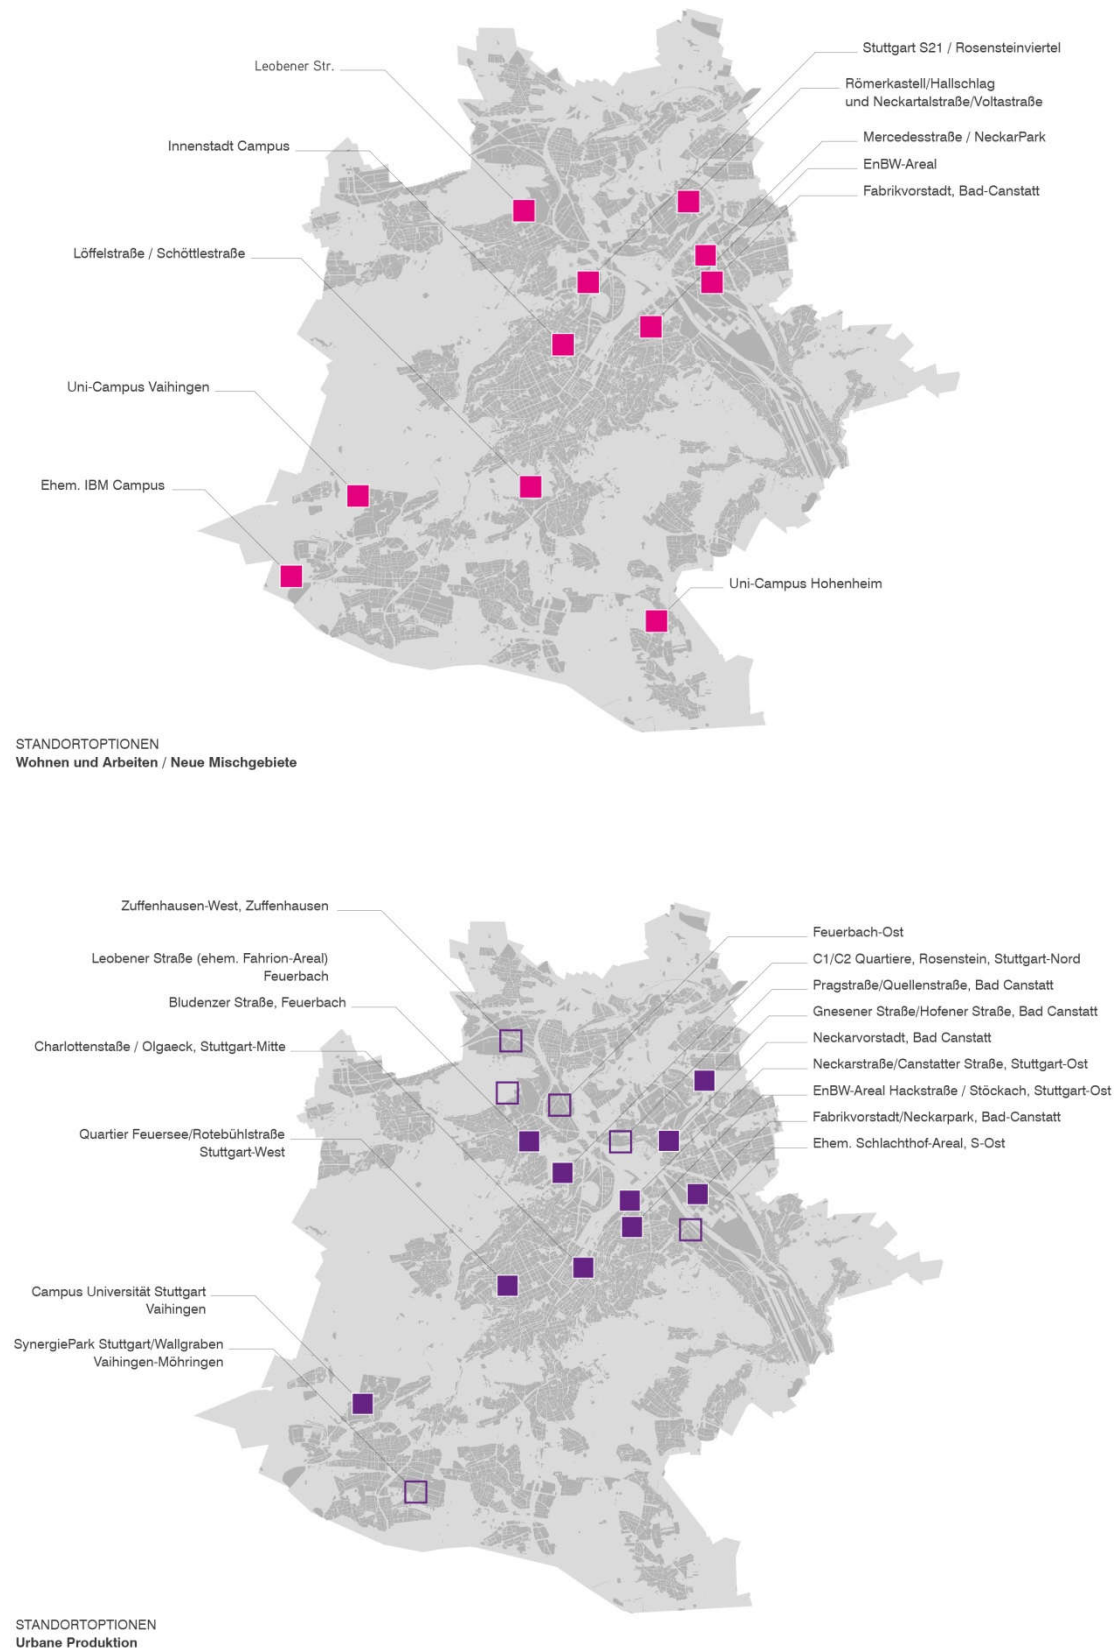 Leobener Str.
Innenstadt Campus
Löffelstraße / Schöttlestraße
Uni-Campus Vaihingen
Ehem. IBM Campus
Stuttgart S21 / Rosensteinviertel
Römerkastell/Hallschlag
und Neckartalstraße/Voltastraße
Mercedesstraße / NeckarPark
EnBW-Areal
Fabrikvorstadt, Bad-Canstatt
Uni-Campus Hohenheim
STANDORTOPTIONEN
Wohnen und Arbeiten / Neue Mischgebiete
Zuffenhausen-West, Zuffenhausen
Leobener Straße (ehem. Fahrion-Areal)
Feuerbach
Bludenzer Straße, Feuerbach
Charlottenstaße / Olgaeck, Stuttgart-Mitte
Quartier Feuersee/Rotebühlstraße
Stuttgart-West
Campus Universität Stuttgart
Vaihingen
SynergiePark Stuttgart/Wallgraben
Vaihingen-Möhringen
Feuerbach-Ost
C1/C2 Quartiere, Rosenstein, Stuttgart-Nord
Pragstraße/Quellenstraße, Bad Canstatt
Gnesener Straße/Hofener Straße, Bad Canstatt
Neckarvorstadt, Bad Canstatt
Neckarstraße/Canstatter Straße, Stuttgart-Ost
EnBW-Areal Hackstraße / Stöckach, Stuttgart-Ost
Fabrikvorstadt/Neckarpark, Bad-Canstatt
Ehem. Schlachthof-Areal, S-Ost
STANDORTOPTIONEN
Urbane Produktion